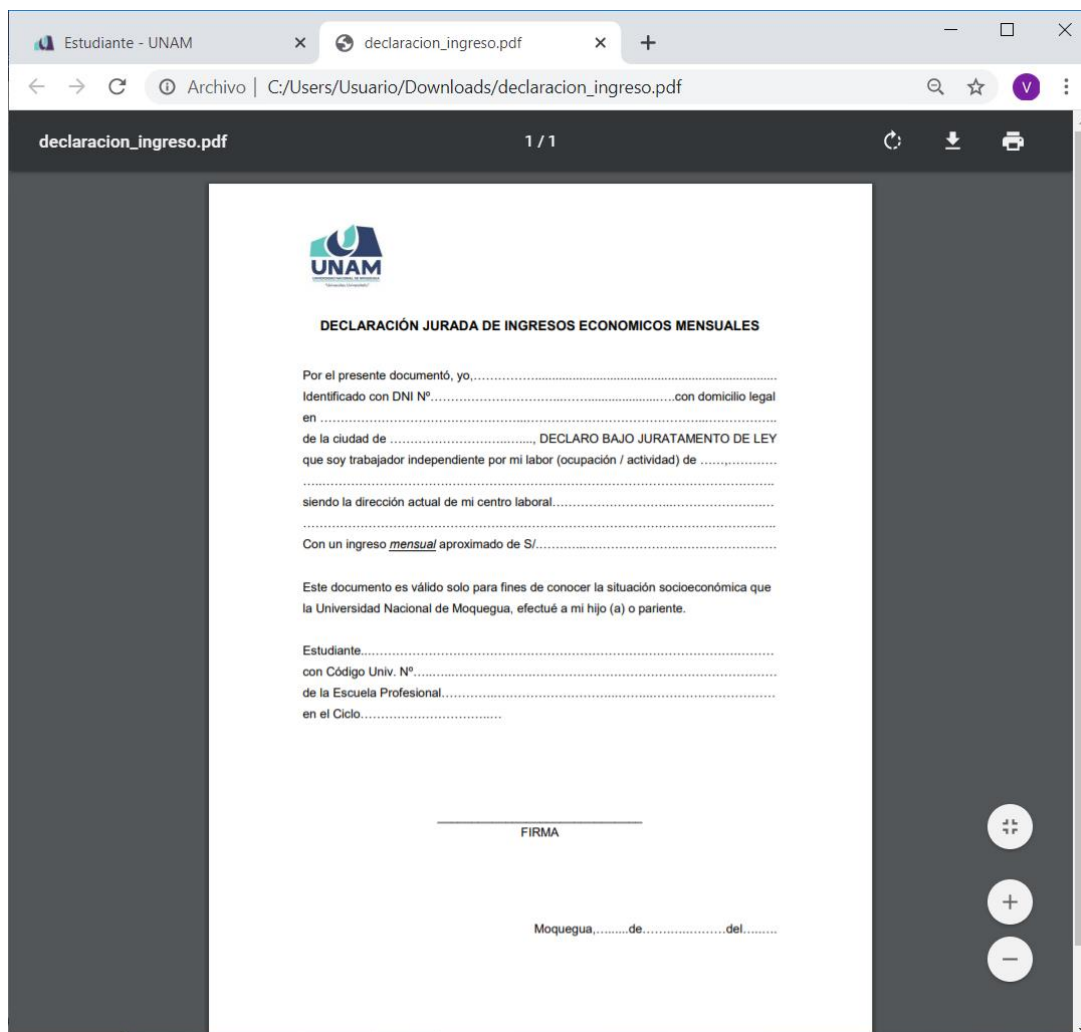 Estudiante - UNAM
declaracion_ingreso.pdf
Archivo | C:/Users/Usuario/Downloads/declaracion_ingreso.pdf
V
declaracion_ingreso.pdf
1 / 1
UNAM
DECLARACIÓN JURADA DE INGRESOS ECONOMICOS MENSUALES
Por el presente documentó, yo,...............................................................................
Identificado con DNI Nº......................................................con domicilio legal
en ..............................................................................................................
de la ciudad de ..................................., DECLARO BAJO JURATAMENTO DE LEY
que soy trabajador independiente por mi labor (ocupación / actividad) de ......,............
..................................................................................................................
siendo la dirección actual de mi centro laboral......................................................
..................................................................................................................
Con un ingreso mensual aproximado de S/..........................................................
Este documento es válido solo para fines de conocer la situación socioeconómica que
la Universidad Nacional de Moquegua, efectué a mi hijo (a) o pariente.
Estudiante....................................................................................................
con Código Univ. Nº........................................................................................
de la Escuela Profesional.................................................................................
en el Ciclo..................................
FIRMA
Moquegua,.........de.....................del.........